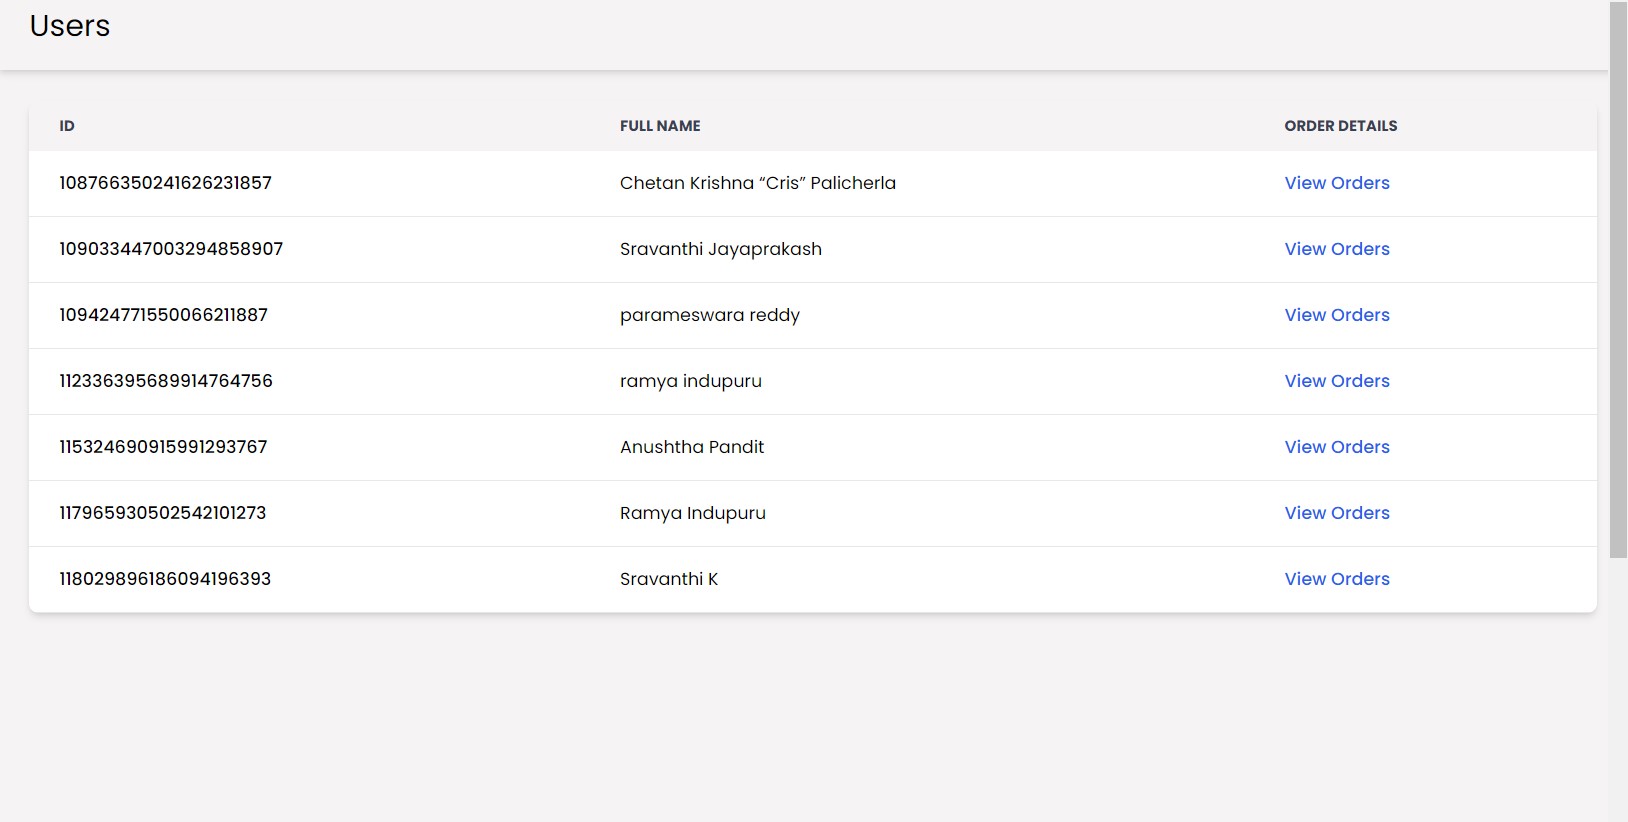 Users
ID FULL NAME ORDER DETAILS
108766350241626231857 Chetan Krishna “Cris” Palicherla View Orders
109033447003294858907 Sravanthi Jayaprakash View Orders
109424771550066211887 parameswara reddy View Orders
112336395689914764756 ramya indupuru View Orders
115324690915991293767 Anushtha Pandit View Orders
117965930502542101273 Ramya Indupuru View Orders
118029896186094196393 Sravanthi K View Orders